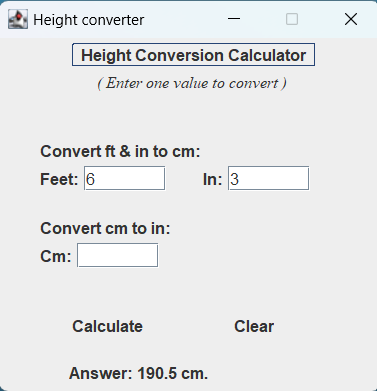 Height converter
Height Conversion Calculator
( Enter one value to convert )
Convert ft & in to cm:
Feet: 6 In: 3
Convert cm to in:
Cm:
Calculate Clear
Answer: 190.5 cm.